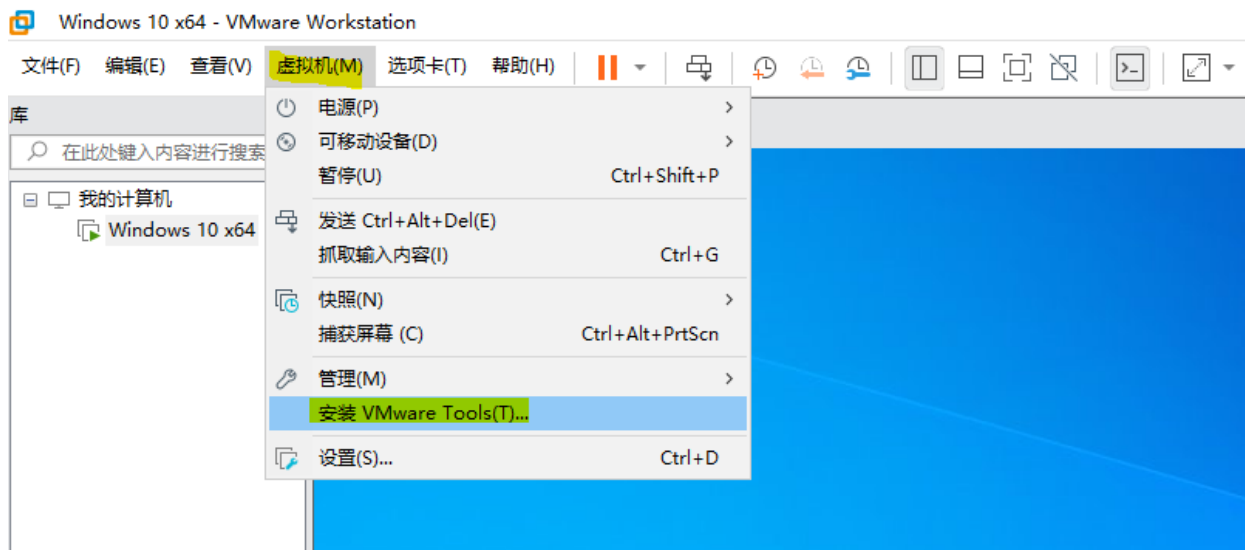 Windows 10 x64 - VMware Workstation
文件(F) 编辑(E) 查看(V) 虚拟机(M) 选项卡(T) 帮助(H)
库
在此处键入内容进行搜索
我的计算机
Windows 10 x64
电源(P)
可移动设备(D)
暂停(U) Ctrl+Shift+P
发送 Ctrl+Alt+Del(E)
抓取输入内容(I) Ctrl+G
快照(N)
捕获屏幕 (C) Ctrl+Alt+PrtScn
管理(M)
安装 VMware Tools(T)...
设置(S)... Ctrl+D